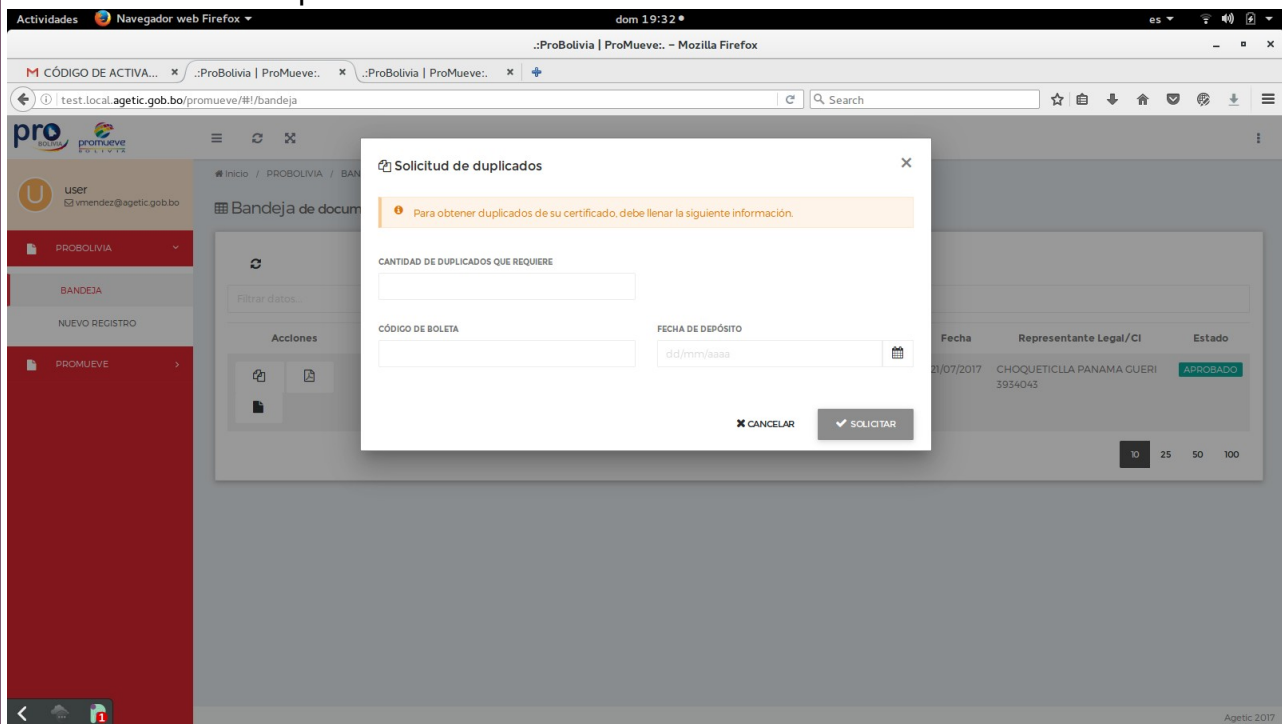 Actividades Navegador web Firefox dom 19:32 es
.:ProBolivia | ProMueve:. – Mozilla Firefox
CÓDIGO DE ACTIVA... .:ProBolivia | ProMueve:. .:ProBolivia | ProMueve:.
test.local.agetic.gob.bo/promueve/#!/bandeja Search
pro BOLIVIA promueve BOLIVIA
Solicitud de duplicados
Inicio / PROBOLIVIA / BAN
U user
vmendez@agetic.gob.bo
Bandeja de docum
Para obtener duplicados de su certificado, debe llenar la siguiente información.
PROBOLIVIA
CANTIDAD DE DUPLICADOS QUE REQUIERE
BANDEJA
Filtrar datos...
NUEVO REGISTRO
CÓDIGO DE BOLETA FECHA DE DEPÓSITO
Acciones Fecha Representante Legal/CI Estado
dd/mm/aaaa
PROMUEVE
21/07/2017 CHOQUETICLLA PANAMA GUERI APROBADO
3934043
CANCELAR SOLICITAR
10 25 50 100
1
Agetic 2017